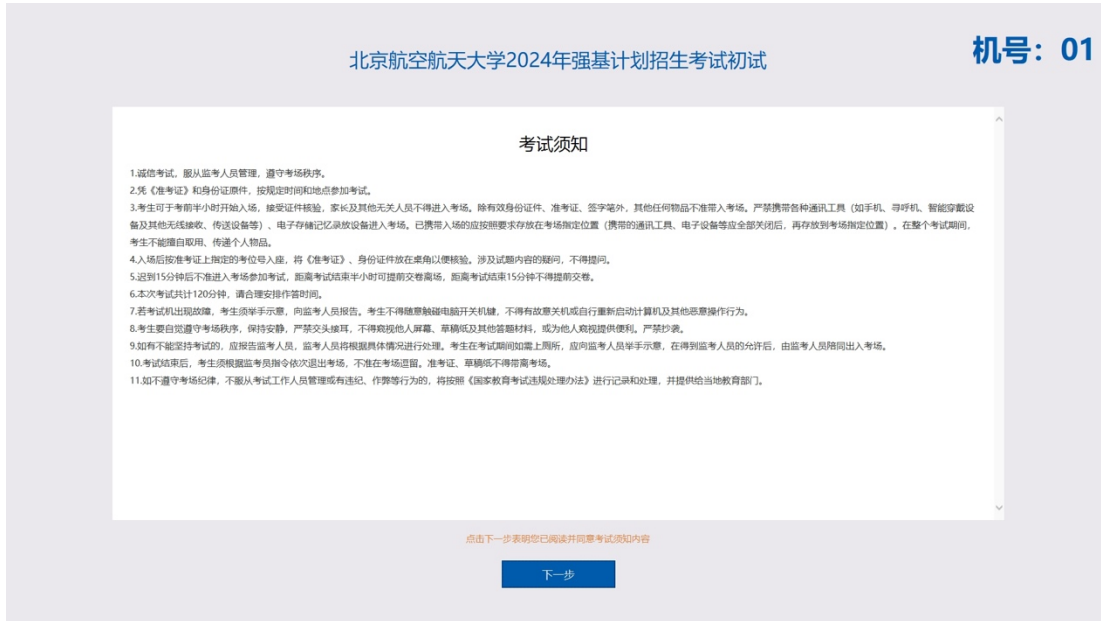 北京航空航天大学2024年强基计划招生考试初试
机号：01
考试须知
1.诚信考试，服从监考人员管理，遵守考场秩序。
2.凭《准考证》和身份证原件，按规定时间和地点参加考试。
3.考生可于考前半小时开始入场，接受证件核验，家长及其他无关人员不得进入考场。除有效身份证件、准考证、签字笔外，其他任何物品不准带入考场。严禁携带各种通讯工具（如手机、寻呼机、智能穿戴设
备及其他无线接收、传送设备等）、电子存储记忆录放设备进入考场。已携带入场的应按照要求存放在考场指定位置（携带的通讯工具、电子设备等应全部关闭后，再存放到考场指定位置）。在整个考试期间，
考生不能擅自取用、传递个人物品。
4.入场后按准考证上指定的考位号入座，将《准考证》、身份证件放在桌角以便核验。涉及试题内容的疑问，不得提问。
5.迟到15分钟后不准进入考场参加考试，距离考试结束半小时可提前交卷离场，距离考试结束15分钟不得提前交卷。
6.本次考试共计120分钟，请合理安排作答时间。
7.若考试机出现故障，考生须举手示意，向监考人员报告。考生不得随意触碰电脑开关机键，不得有故意关机或自行重新启动计算机及其他恶意操作行为。
8.考生要自觉遵守考场秩序，保持安静，严禁交头接耳，不得窥视他人屏幕、草稿纸及其他答题材料，或为他人窥视提供便利。严禁抄袭。
9.如有不能坚持考试的，应报告监考人员，监考人员将根据具体情况进行处理。考生在考试期间如需上厕所，应向监考人员举手示意，在得到监考人员的允许后，由监考人员陪同出入考场。
10.考试结束后，考生须根据监考员指令依次退出考场，不准在考场逗留。准考证、草稿纸不得带离考场。
11.如不遵守考场纪律，不服从考试工作人员管理或有违纪、作弊等行为的，将按照《国家教育考试违规处理办法》进行记录和处理，并提供给当地教育部门。
点击下一步表明您已阅读并同意考试须知内容
下一步